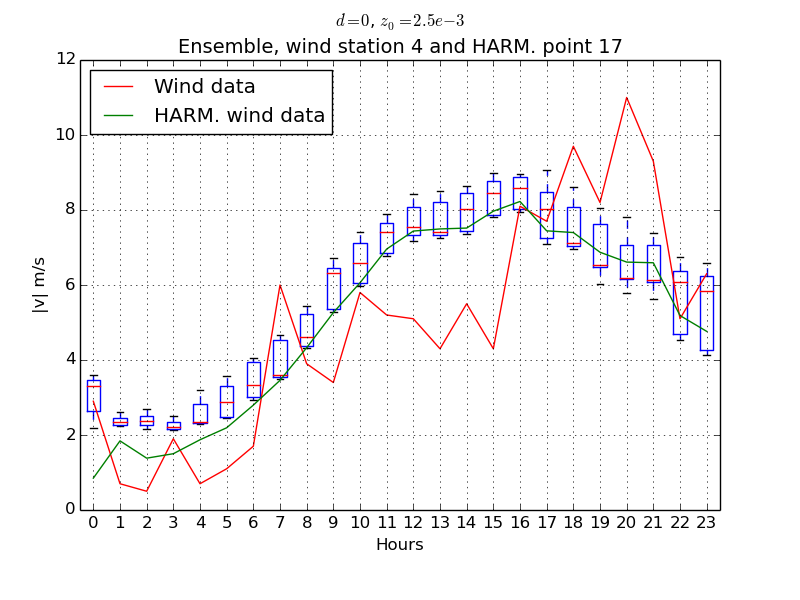 d=0, z₀=2.5e−3
Ensemble, wind station 4 and HARM. point 17
12
Wind data
HARM. wind data
10
8
6
4
2
0
|v| m/s
0 1 2 3 4 5 6 7 8 9 10 11 12 13 14 15 16 17 18 19 20 21 22 23
Hours